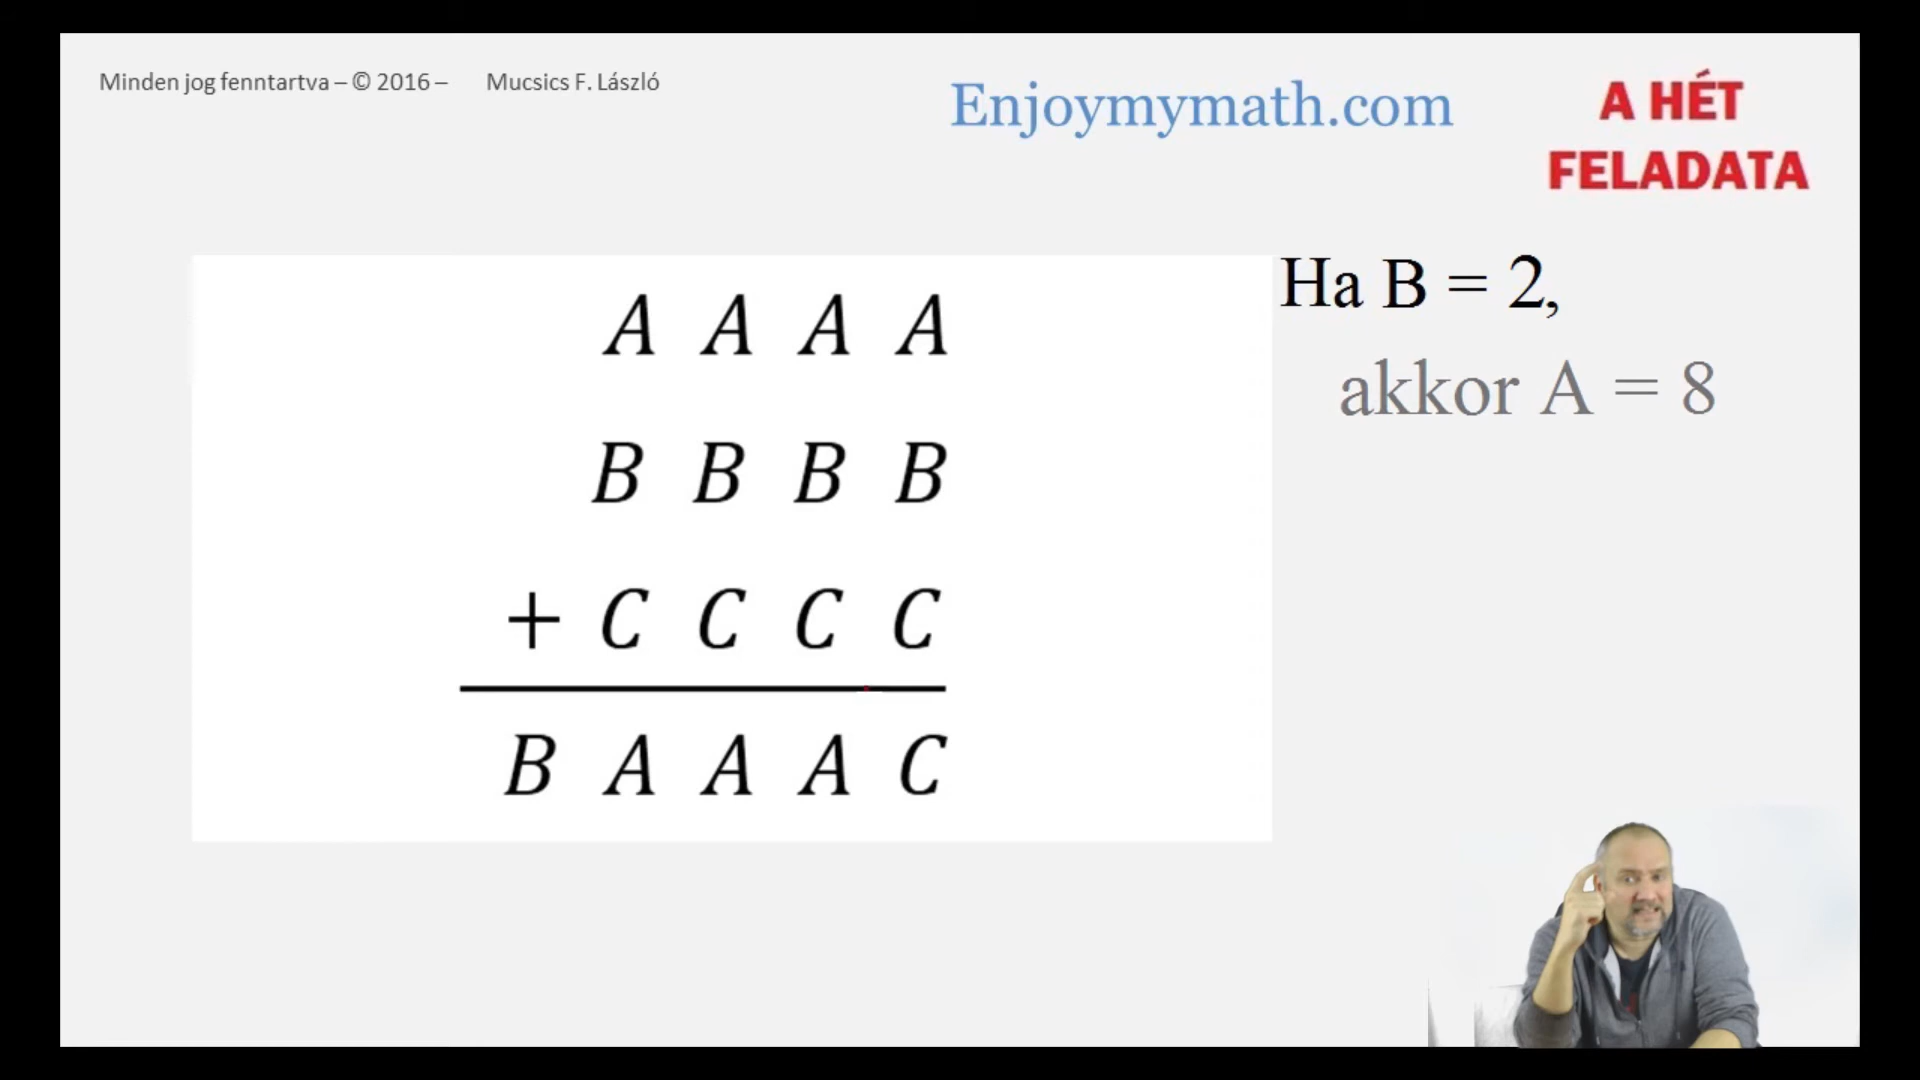 Minden jog fenntartva – © 2016 – Mucsics F. László
Enjoymymath.com
A HÉT
FELADATA
Ha B = 2,
akkor A = 8
A A A A
B B B B
+ C C C C
B A A A C